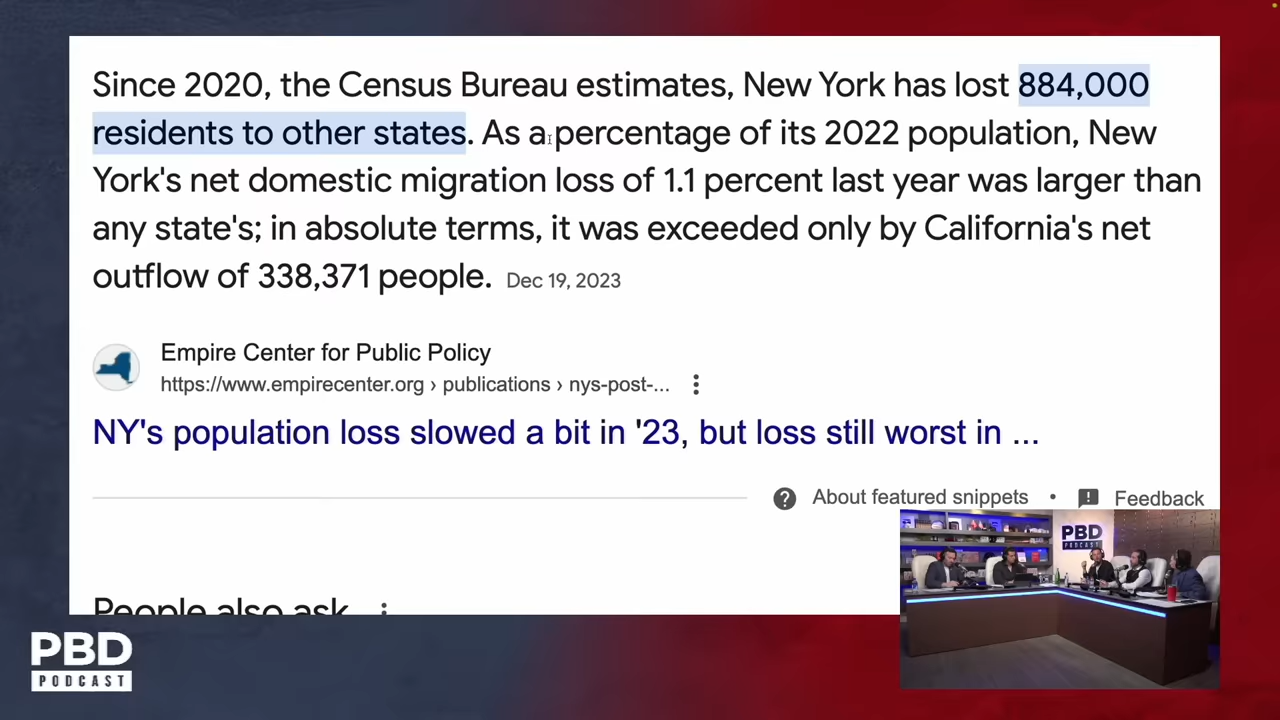 Since 2020, the Census Bureau estimates, New York has lost 884,000
residents to other states. As a percentage of its 2022 population, New
York's net domestic migration loss of 1.1 percent last year was larger than
any state's; in absolute terms, it was exceeded only by California's net
outflow of 338,371 people. Dec 19, 2023
Empire Center for Public Policy
https://www.empirecenter.org › publications › nys-post-...
NY's population loss slowed a bit in '23, but loss still worst in ...
About featured snippets • Feedback
People also ask
PBD
PODCAST
PBD
PODCAST